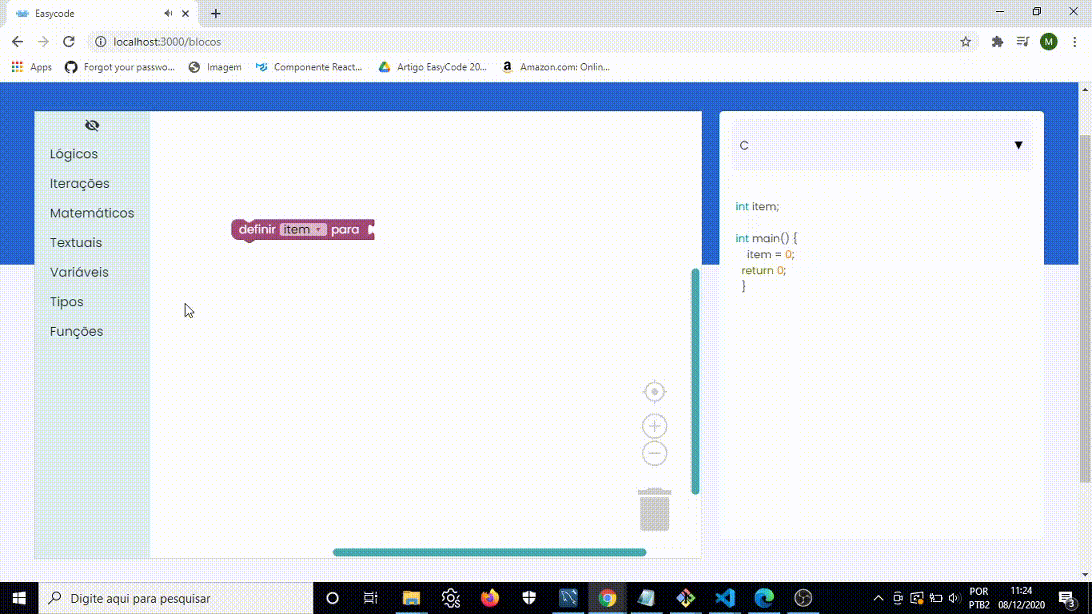 Easycode
localhost:3000/blocos
M
Apps
Forgot your passwo...
Imagem
Componente React...
Artigo EasyCode 20...
Amazon.com: Onlin...
Lógicos
Iterações
Matemáticos
Textuais
Variáveis
Tipos
Funções
definir item para
C
int item;
int main() {
item = 0;
return 0;
}
Digite aqui para pesquisar
POR
PTB2
11:24
08/12/2020
3